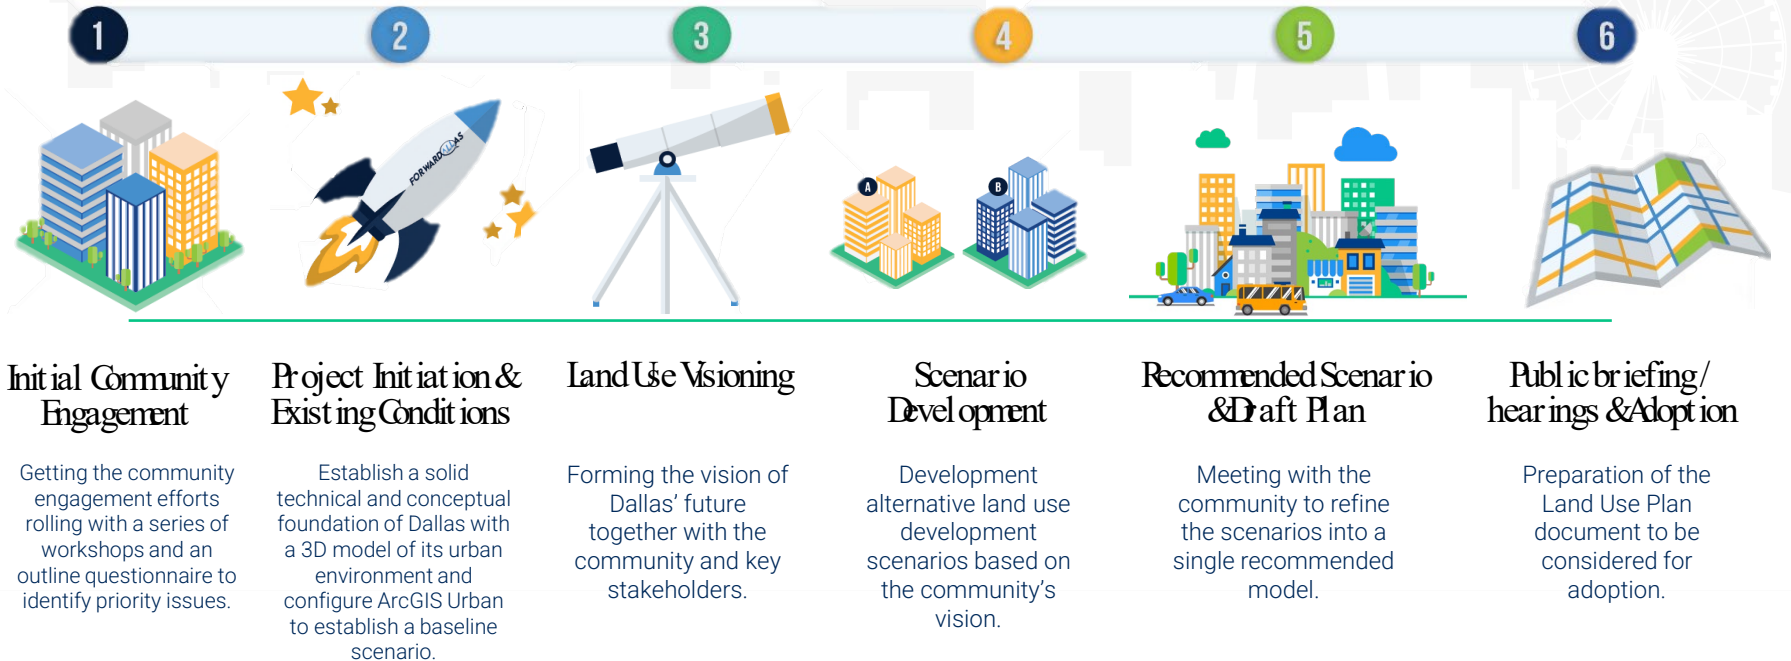 1
2
3
4
5
6
FORWARDDALLAS
A
B
Initial Community
Engagement
Getting the community
engagement efforts
rolling with a series of
workshops and an
outline questionnaire to
identify priority issues.
Project Initiation &
Existing Conditions
Establish a solid
technical and conceptual
foundation of Dallas with
a 3D model of its urban
environment and
configure ArcGIS Urban
to establish a baseline
scenario.
Land Use Visioning
Forming the vision of
Dallas’ future
together with the
community and key
stakeholders.
Scenario
Development
Development
alternative land use
development
scenarios based on
the community’s
vision.
Recommended Scenario
& Draft Plan
Meeting with the
community to refine
the scenarios into a
single recommended
model.
Public briefing/
hearings & Adoption
Preparation of the
Land Use Plan
document to be
considered for
adoption.